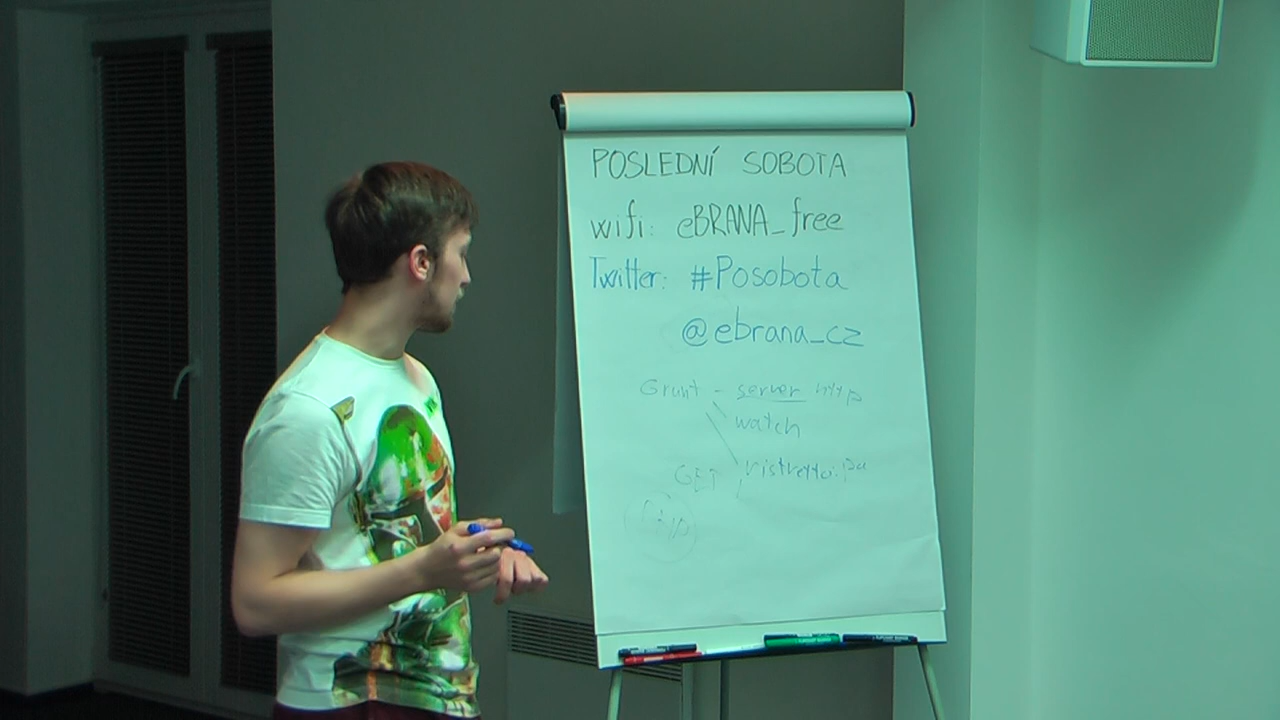 POSLEDNÍ SOBOTA
wifi: eBRANA_free
Twitter: #Posobota
@ebrana_cz
Grunt - server http
watch
GET